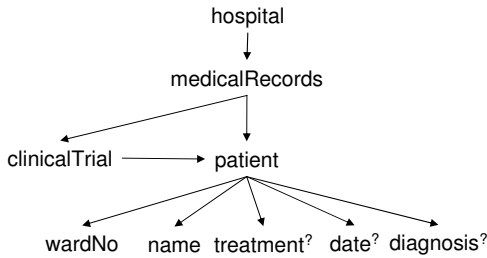 hospital
medicalRecords
clinicalTrial patient
wardNo name treatment? date? diagnosis?